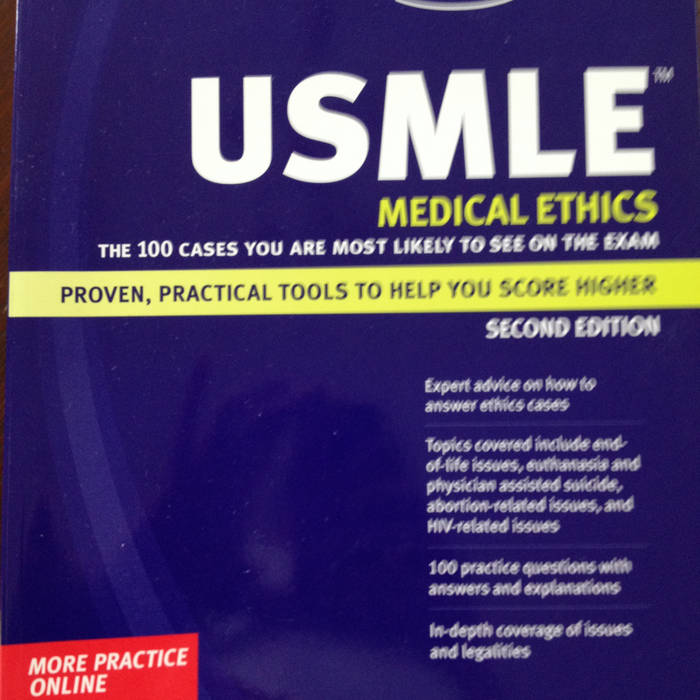 USMLE™
MEDICAL ETHICS
THE 100 CASES YOU ARE MOST LIKELY TO SEE ON THE EXAM
PROVEN, PRACTICAL TOOLS TO HELP YOU SCORE HIGHER
SECOND EDITION
Expert advice on how to
answer ethics cases
Topics covered include end-
of-life issues, euthanasia and
physician assisted suicide,
abortion-related issues, and
HIV-related issues
100 practice questions with
answers and explanations
In-depth coverage of issues
and legalities
MORE PRACTICE
ONLINE